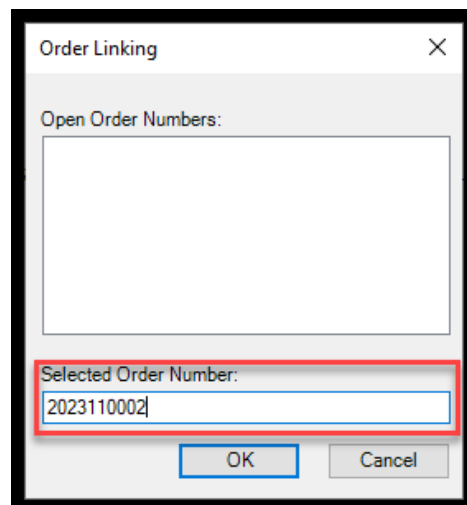 Order Linking
Open Order Numbers:
Selected Order Number:
2023110002
OK Cancel